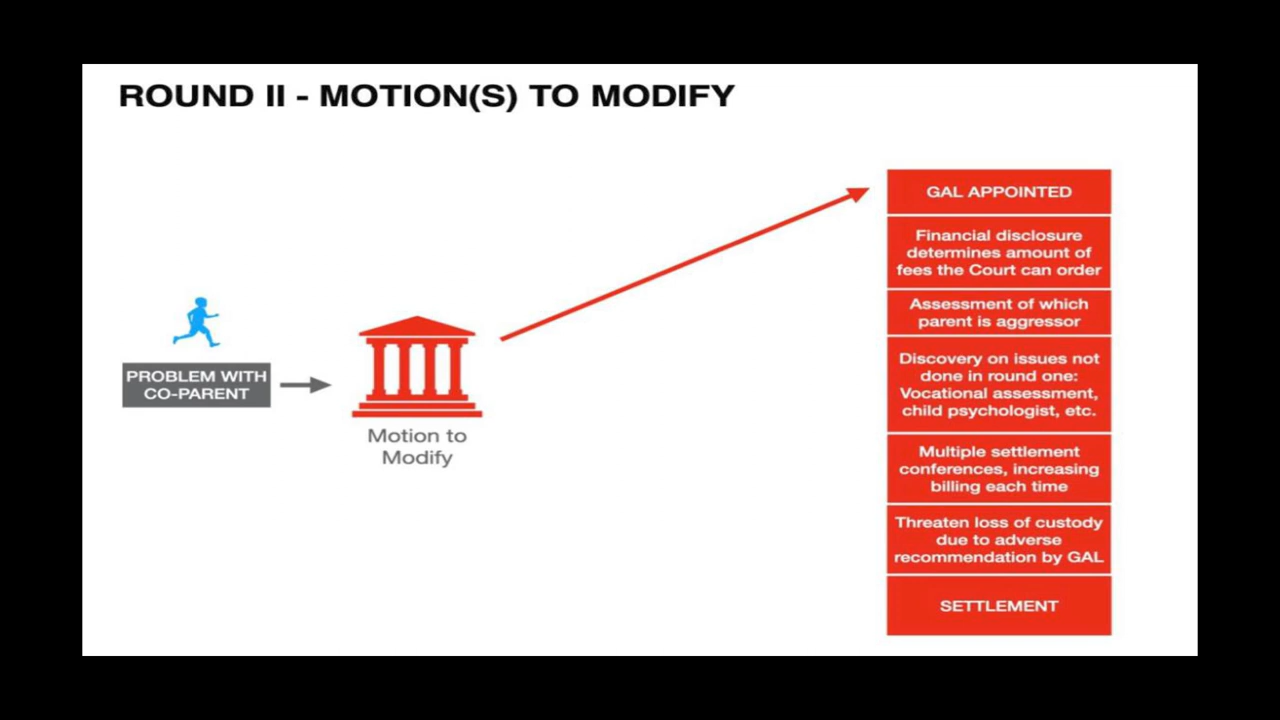 ROUND II - MOTION(S) TO MODIFY
PROBLEM WITH
CO-PARENT
Motion to
Modify
GAL APPOINTED
Financial disclosure
determines amount of
fees the Court can order
Assessment of which
parent is aggressor
Discovery on issues not
done in round one:
Vocational assessment,
child psychologist, etc.
Multiple settlement
conferences, increasing
billing each time
Threaten loss of custody
due to adverse
recommendation by GAL
SETTLEMENT